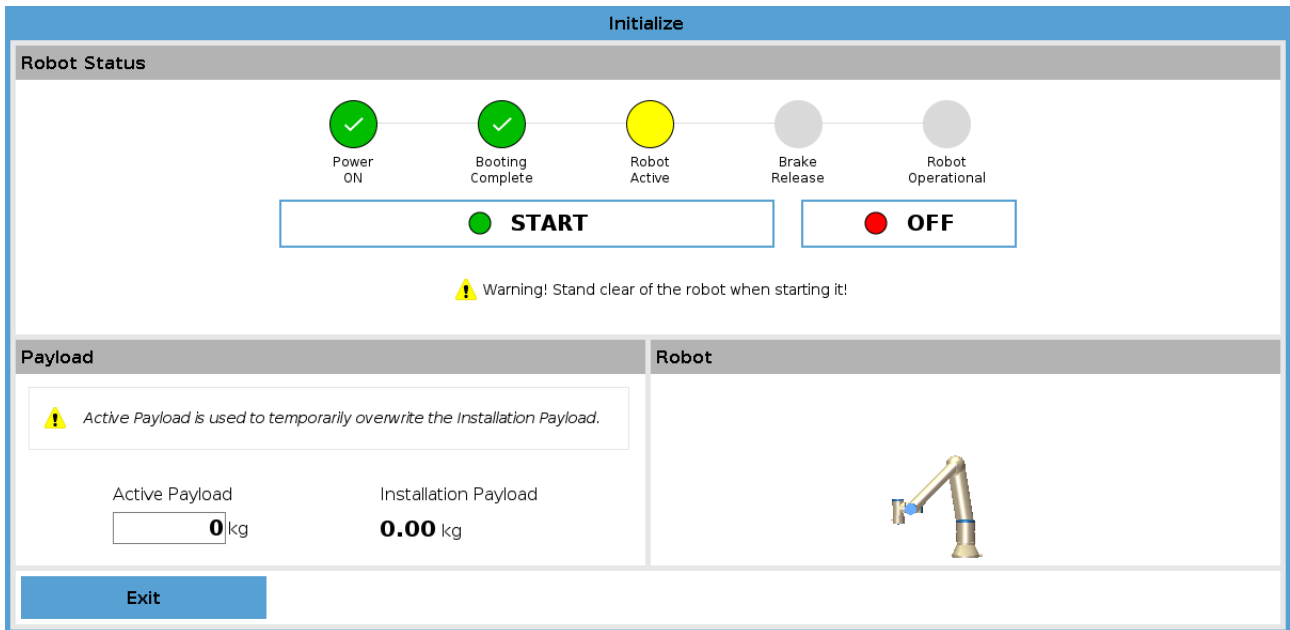 Initialize
Robot Status
Power
ON
Booting
Complete
Robot
Active
Brake
Release
Robot
Operational
START
OFF
Warning! Stand clear of the robot when starting it!
Payload
Active Payload is used to temporarily overwrite the Installation Payload.
Active Payload
0 kg
Installation Payload
0.00 kg
Robot
Exit